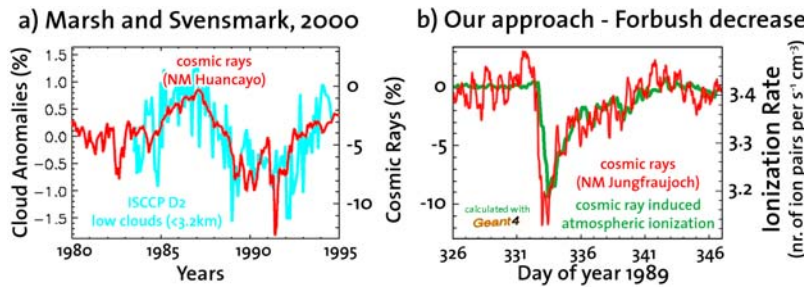 a) Marsh and Svensmark, 2000
b) Our approach - Forbush decrease
Cloud Anomalies (%)
1.5
1.0
0.5
0.0
-0.5
-1.0
-1.5
cosmic rays
(NM Huancayo)
ISCCP D2
low clouds (<3.2km)
0
-5
-10
1980
1985
1990
1995
Years
Cosmic Rays (%)
0
-5
-10
cosmic rays
(NM Jungfraujoch)
cosmic ray induced
atmospheric ionization
calculated with
Geant4
3.4
3.3
3.2
326
331
336
341
346
Day of year 1989
Ionization Rate
(nr. of ion pairs per s⁻¹ cm⁻³)